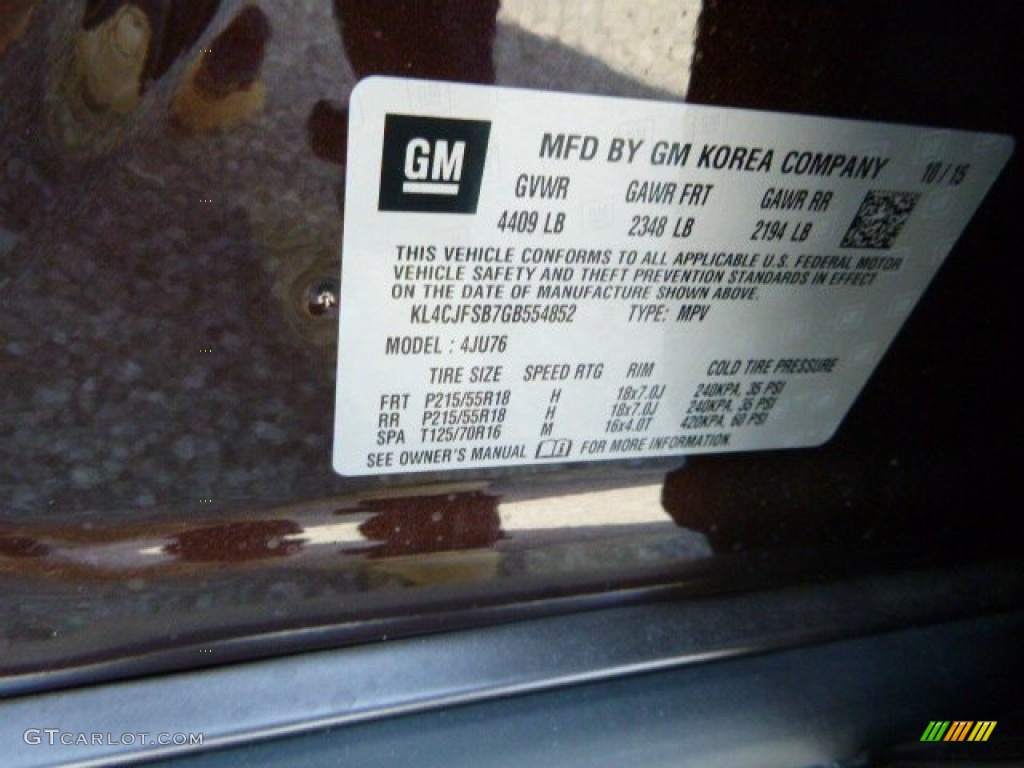 GM
MFD BY GM KOREA COMPANY 10/15
GVWR GAWR FRT GAWR RR
4409 LB 2348 LB 2194 LB
THIS VEHICLE CONFORMS TO ALL APPLICABLE U.S. FEDERAL MOTOR
VEHICLE SAFETY AND THEFT PREVENTION STANDARDS IN EFFECT
ON THE DATE OF MANUFACTURE SHOWN ABOVE.
KL4CJFSB7GB554852 TYPE: MPV
MODEL : 4JU76
TIRE SIZE SPEED RTG RIM COLD TIRE PRESSURE
FRT P215/55R18 H 18x7.0J 240KPA, 35 PSI
RR P215/55R18 H 18x7.0J 240KPA, 35 PSI
SPA T125/70R16 M 16x4.0T 420KPA, 60 PSI
SEE OWNER'S MANUAL FOR MORE INFORMATION.
GTCARLOT.COM